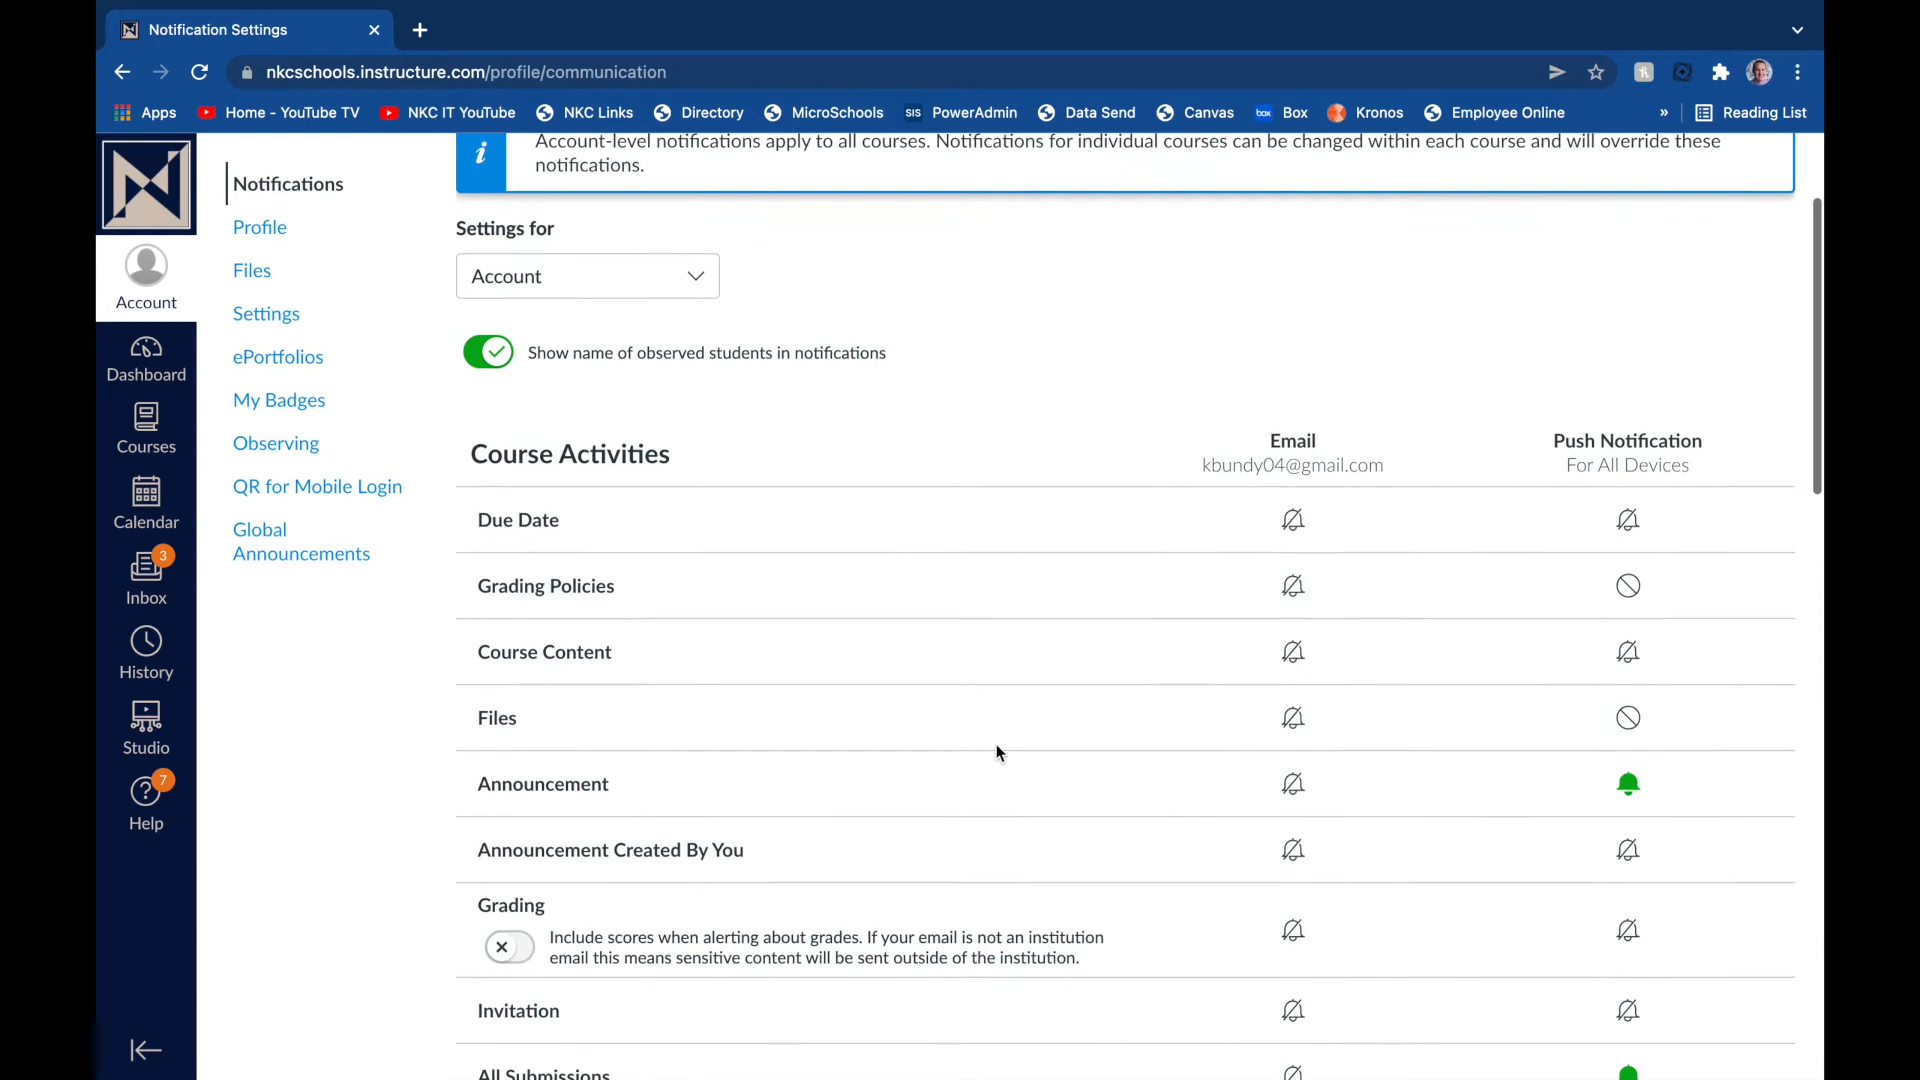 Notification Settings
nkcschools.instructure.com/profile/communication
Apps Home - YouTube TV NKC IT YouTube NKC Links Directory MicroSchools SIS PowerAdmin Data Send Canvas box Box Kronos Employee Online » Reading List
Account-level notifications apply to all courses. Notifications for individual courses can be changed within each course and will override these
notifications.
Notifications
Profile
Files
Settings
ePortfolios
My Badges
Observing
QR for Mobile Login
Global
Announcements
Account
Dashboard
Courses
Calendar
3
Inbox
History
Studio
7
Help
Settings for
Account
Show name of observed students in notifications
Course Activities
Email
kbundy04@gmail.com
Push Notification
For All Devices
Due Date
Grading Policies
Course Content
Files
Announcement
Announcement Created By You
Grading
Include scores when alerting about grades. If your email is not an institution
email this means sensitive content will be sent outside of the institution.
Invitation
All Submissions